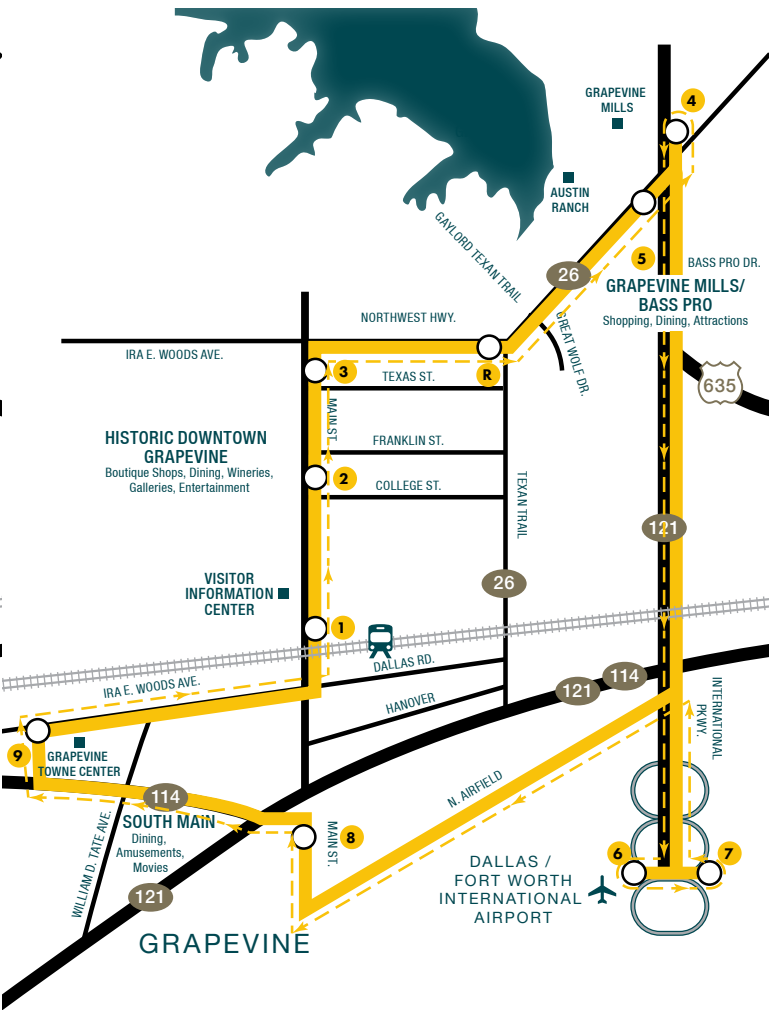 GRAPEVINE
MILLS
4
AUSTIN
RANCH
GAYLORD TEXAN TRAIL
5
BASS PRO DR.
26
GRAPEVINE MILLS/
BASS PRO
Shopping, Dining, Attractions
NORTHWEST HWY.
GREAT WOLF DR.
IRA E. WOODS AVE.
3
TEXAS ST.
R
635
MAIN ST.
HISTORIC DOWNTOWN
GRAPEVINE
Boutique Shops, Dining, Wineries,
Galleries, Entertainment
FRANKLIN ST.
2
COLLEGE ST.
TEXAN TRAIL
121
VISITOR
INFORMATION
CENTER
26
1
DALLAS RD.
IRA E. WOODS AVE.
114
121
HANOVER
INTERNATIONAL
PKWY.
9
GRAPEVINE
TOWNE CENTER
114
N. AIRFIELD
SOUTH MAIN
Dining,
Amusements,
Movies
MAIN ST.
8
WILLIAM D. TATE AVE.
121
6
7
DALLAS /
FORT WORTH
INTERNATIONAL
AIRPORT
GRAPEVINE